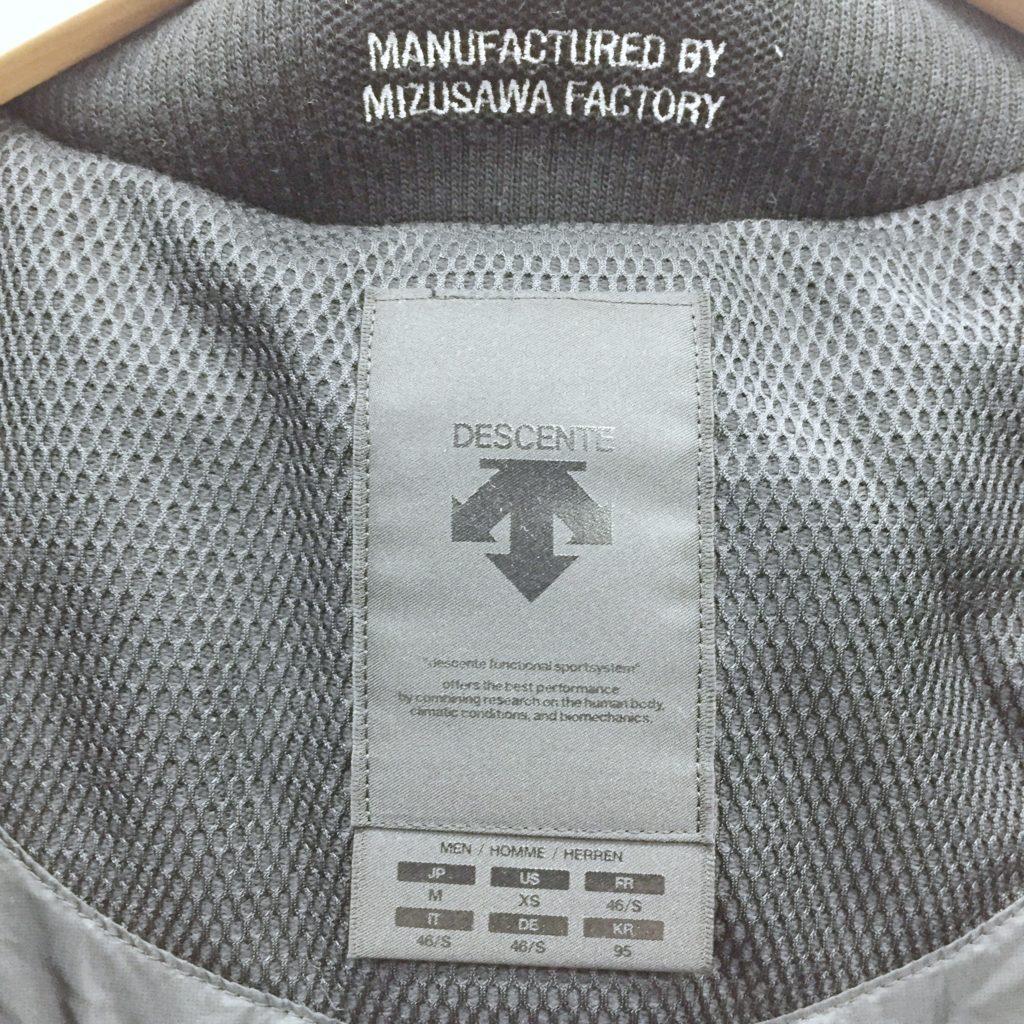 MANUFACTURED BY
MIZUSAWA FACTORY
DESCENTE
"descente functional sportsystem"
offers the best performance
by combining research on the human body,
climatic conditions, and biomechanics.
MEN / HOMME / HERREN
JP US FR
M XS 46/S
IT DE KR
46/S 46/S 95